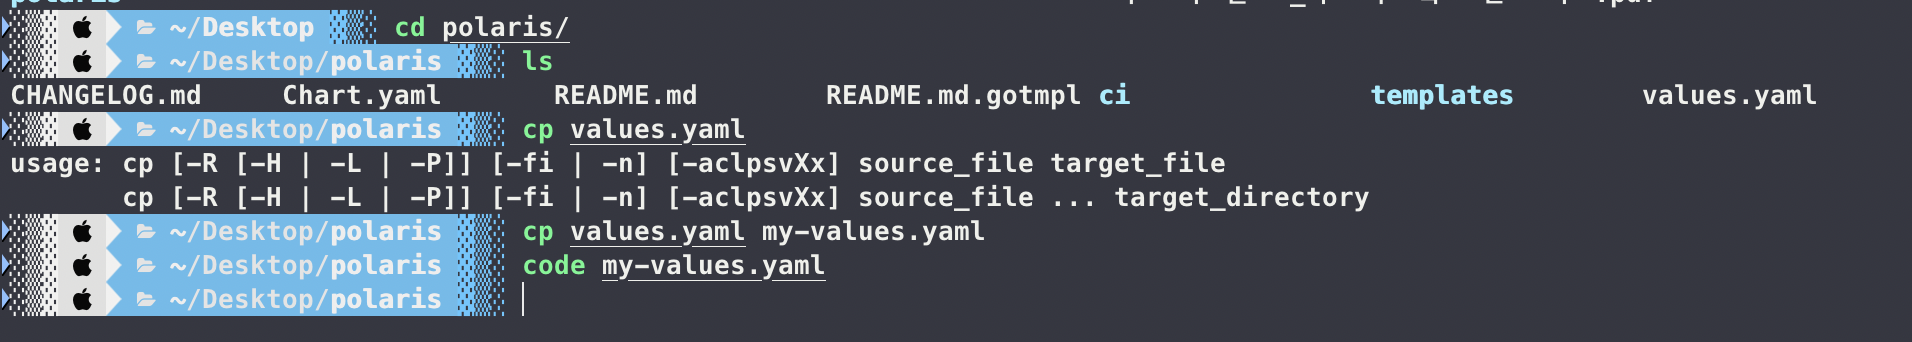 polaris
~/Desktop cd polaris/
~/Desktop/polaris ls
CHANGELOG.md Chart.yaml README.md README.md.gotmpl ci templates values.yaml
~/Desktop/polaris cp values.yaml
usage: cp [-R [-H | -L | -P]] [-fi | -n] [-aclpsvXx] source_file target_file
cp [-R [-H | -L | -P]] [-fi | -n] [-aclpsvXx] source_file ... target_directory
~/Desktop/polaris cp values.yaml my-values.yaml
~/Desktop/polaris code my-values.yaml
~/Desktop/polaris